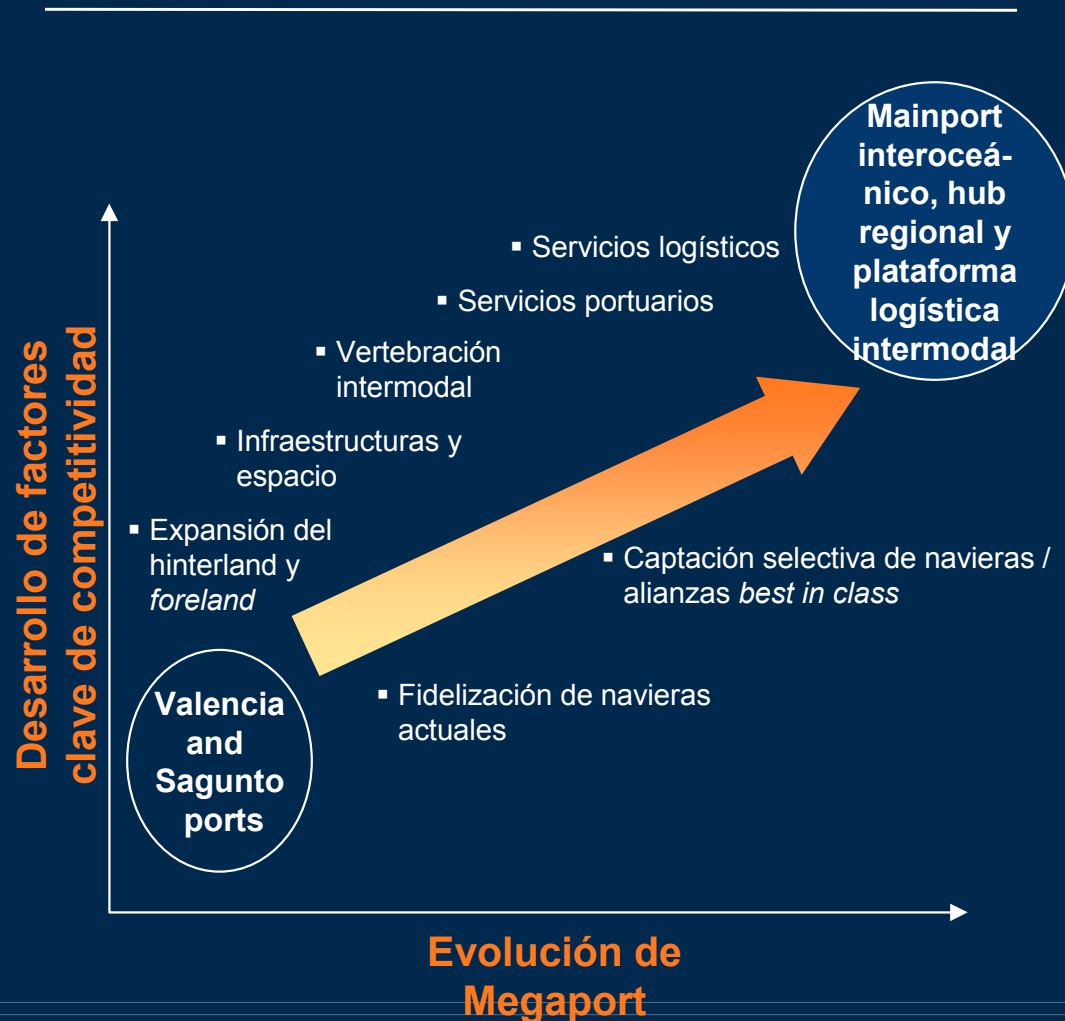 Mainport
interoceá-
nico, hub
regional y
plataforma
logística
intermodal
▪ Servicios logísticos
▪ Servicios portuarios
▪ Vertebración
intermodal
▪ Infraestructuras y
espacio
▪ Expansión del
hinterland y
foreland
▪ Captación selectiva de navieras /
alianzas best in class
▪ Fidelización de navieras
actuales
Valencia
and
Sagunto
ports
Desarrollo de factores
clave de competitividad
Evolución de
Megaport